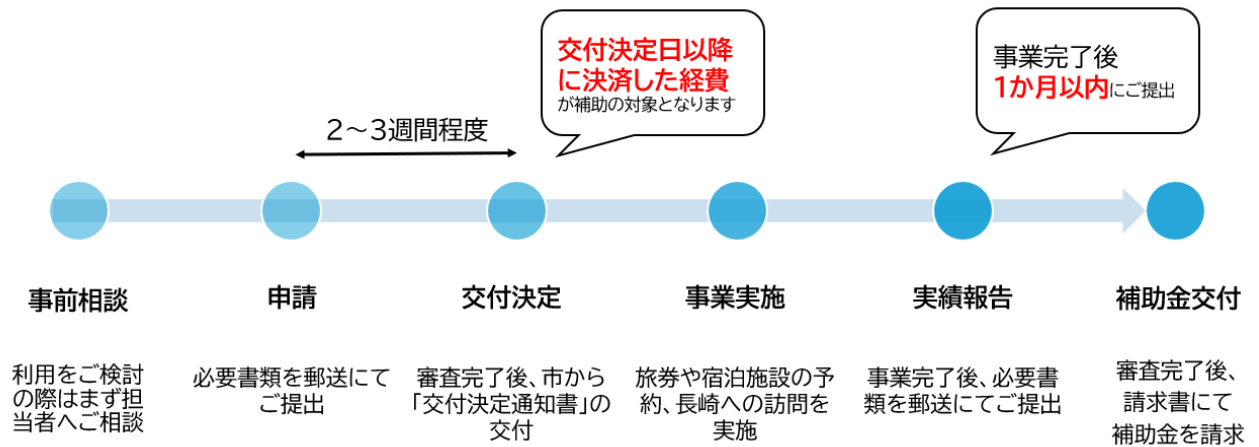 交付決定日以降
に決済した経費
が補助の対象となります
事業完了後
1か月以内にご提出
2～3週間程度
事前相談
利用をご検討
の際はまず担
当者へご相談
申請
必要書類を郵送にて
ご提出
交付決定
審査完了後、市から
「交付決定通知書」の
交付
事業実施
旅券や宿泊施設の予
約、長崎への訪問を
実施
実績報告
事業完了後、必要書
類を郵送にてご提出
補助金交付
審査完了後、
請求書にて
補助金を請求